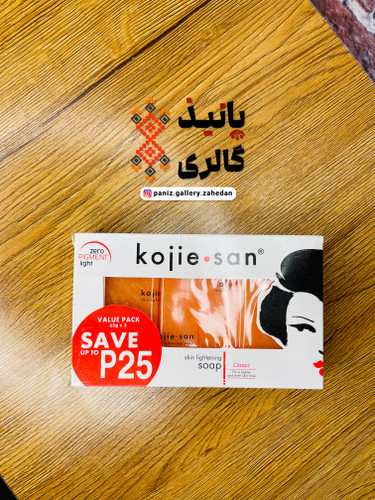 پانیذ
گالری
paniz.gallery.zahedan
zero
PIGMENT
light
kojie•san®
VALUE PACK
65g x 3
SAVE
UP TO P25
skin lightening
soap
Classic